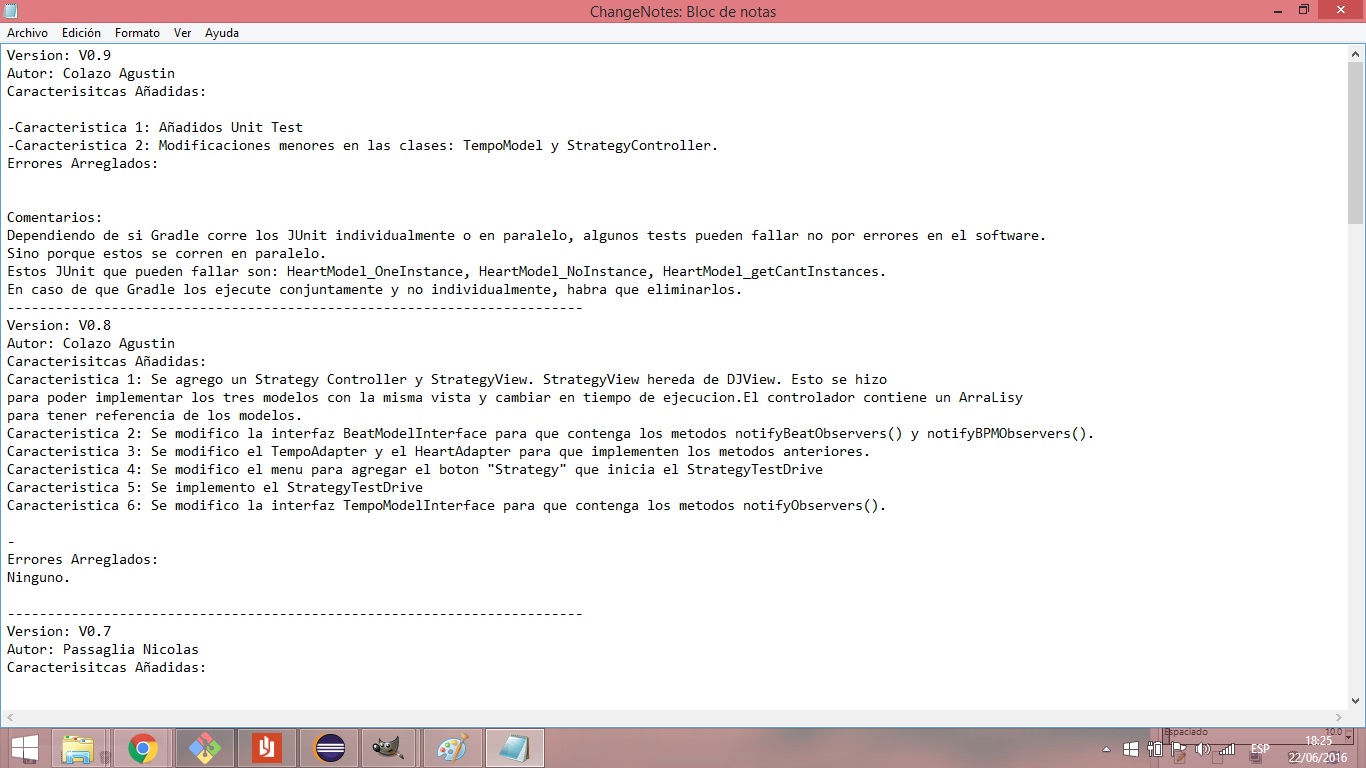 ChangeNotes: Bloc de notas
Archivo Edición Formato Ver Ayuda
Version: V0.9
Autor: Colazo Agustin
Caracterisitcas Añadidas:
-Caracteristica 1: Añadidos Unit Test
-Caracteristica 2: Modificaciones menores en las clases: TempoModel y StrategyController.
Errores Arreglados:
Comentarios:
Dependiendo de si Gradle corre los JUnit individualmente o en paralelo, algunos tests pueden fallar no por errores en el software.
Sino porque estos se corren en paralelo.
Estos JUnit que pueden fallar son: HeartModel_OneInstance, HeartModel_NoInstance, HeartModel_getCantInstances.
En caso de que Gradle los ejecute conjuntamente y no individualmente, habra que eliminarlos.
------------------------------------------------------------------------
Version: V0.8
Autor: Colazo Agustin
Caracterisitcas Añadidas:
Caracteristica 1: Se agrego un Strategy Controller y StrategyView. StrategyView hereda de DJView. Esto se hizo
para poder implementar los tres modelos con la misma vista y cambiar en tiempo de ejecucion.El controlador contiene un ArraLisy
para tener referencia de los modelos.
Caracteristica 2: Se modifico la interfaz BeatModelInterface para que contenga los metodos notifyBeatObservers() y notifyBPMObservers().
Caracteristica 3: Se modifico el TempoAdapter y el HeartAdapter para que implementen los metodos anteriores.
Caracteristica 4: Se modifico el menu para agregar el boton "Strategy" que inicia el StrategyTestDrive
Caracteristica 5: Se implemento el StrategyTestDrive
Caracteristica 6: Se modifico la interfaz TempoModelInterface para que contenga los metodos notifyObservers().
-
Errores Arreglados:
Ninguno.
------------------------------------------------------------------------
Version: V0.7
Autor: Passaglia Nicolas
Caracterisitcas Añadidas:
Espaciado 10.0
ESP
18:25
22/06/2016